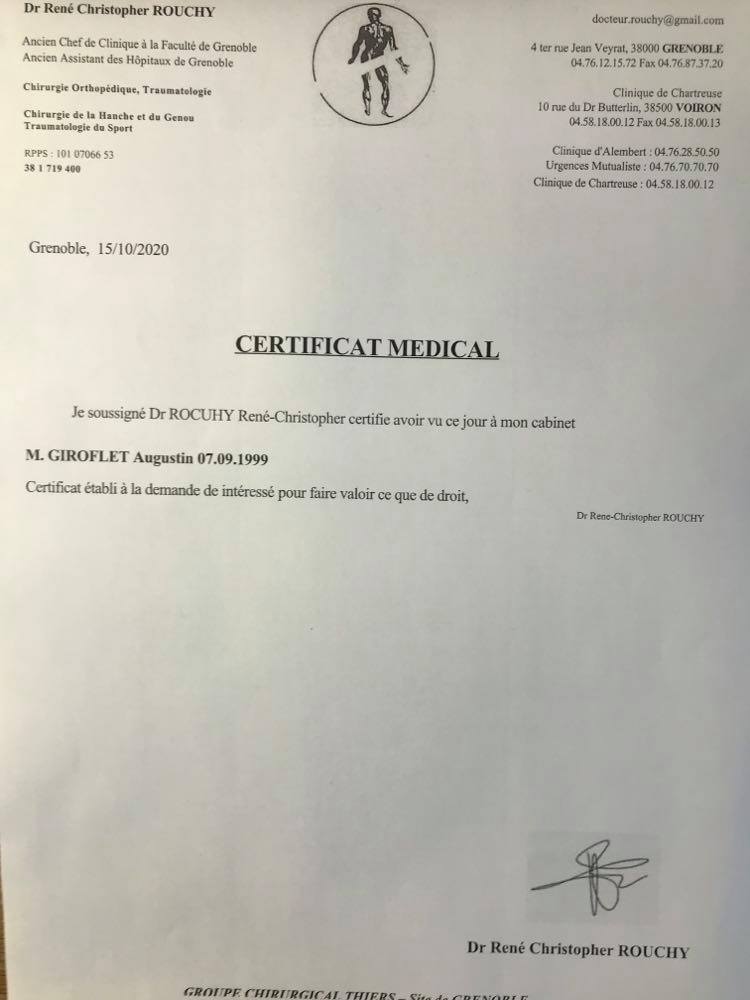 Dr René Christopher ROUCHY
Ancien Chef de Clinique à la Faculté de Grenoble
Ancien Assistant des Hôpitaux de Grenoble
Chirurgie Orthopédique, Traumatologie
Chirurgie de la Hanche et du Genou
Traumatologie du Sport
RPPS : 101 07066 53
38 1 719 400
docteur.rouchy@gmail.com
4 ter rue Jean Veyrat, 38000 GRENOBLE
04.76.12.15.72 Fax 04.76.87.37.20
Clinique de Chartreuse
10 rue du Dr Butterlin, 38500 VOIRON
04.58.18.00.12 Fax 04.58.18.00.13
Clinique d'Alembert : 04.76.28.50.50
Urgences Mutualiste : 04.76.70.70.70
Clinique de Chartreuse : 04.58.18.00.12
Grenoble, 15/10/2020
CERTIFICAT MEDICAL
Je soussigné Dr ROCUHY René-Christopher certifie avoir vu ce jour à mon cabinet
M. GIROFLET Augustin 07.09.1999
Certificat établi à la demande de intéressé pour faire valoir ce que de droit,
Dr Rene-Christopher ROUCHY
Dr René Christopher ROUCHY
GROUPE CHIRURGICAL THIERS – Site de GRENOBLE